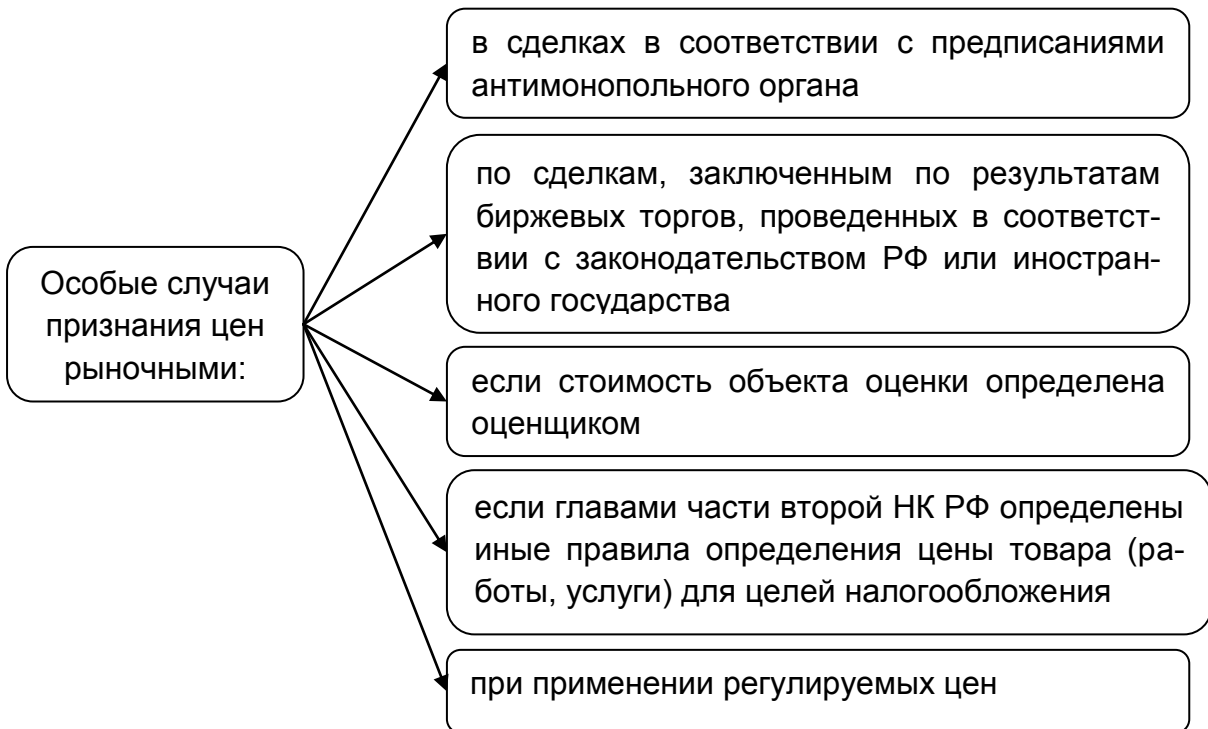 в сделках в соответствии с предписаниями
антимонопольного органа
по сделкам, заключенным по результатам
биржевых торгов, проведенных в соответст-
вии с законодательством РФ или иностран-
ного государства
Особые случаи
признания цен
рыночными:
если стоимость объекта оценки определена
оценщиком
если главами части второй НК РФ определены
иные правила определения цены товара (ра-
боты, услуги) для целей налогообложения
при применении регулируемых цен